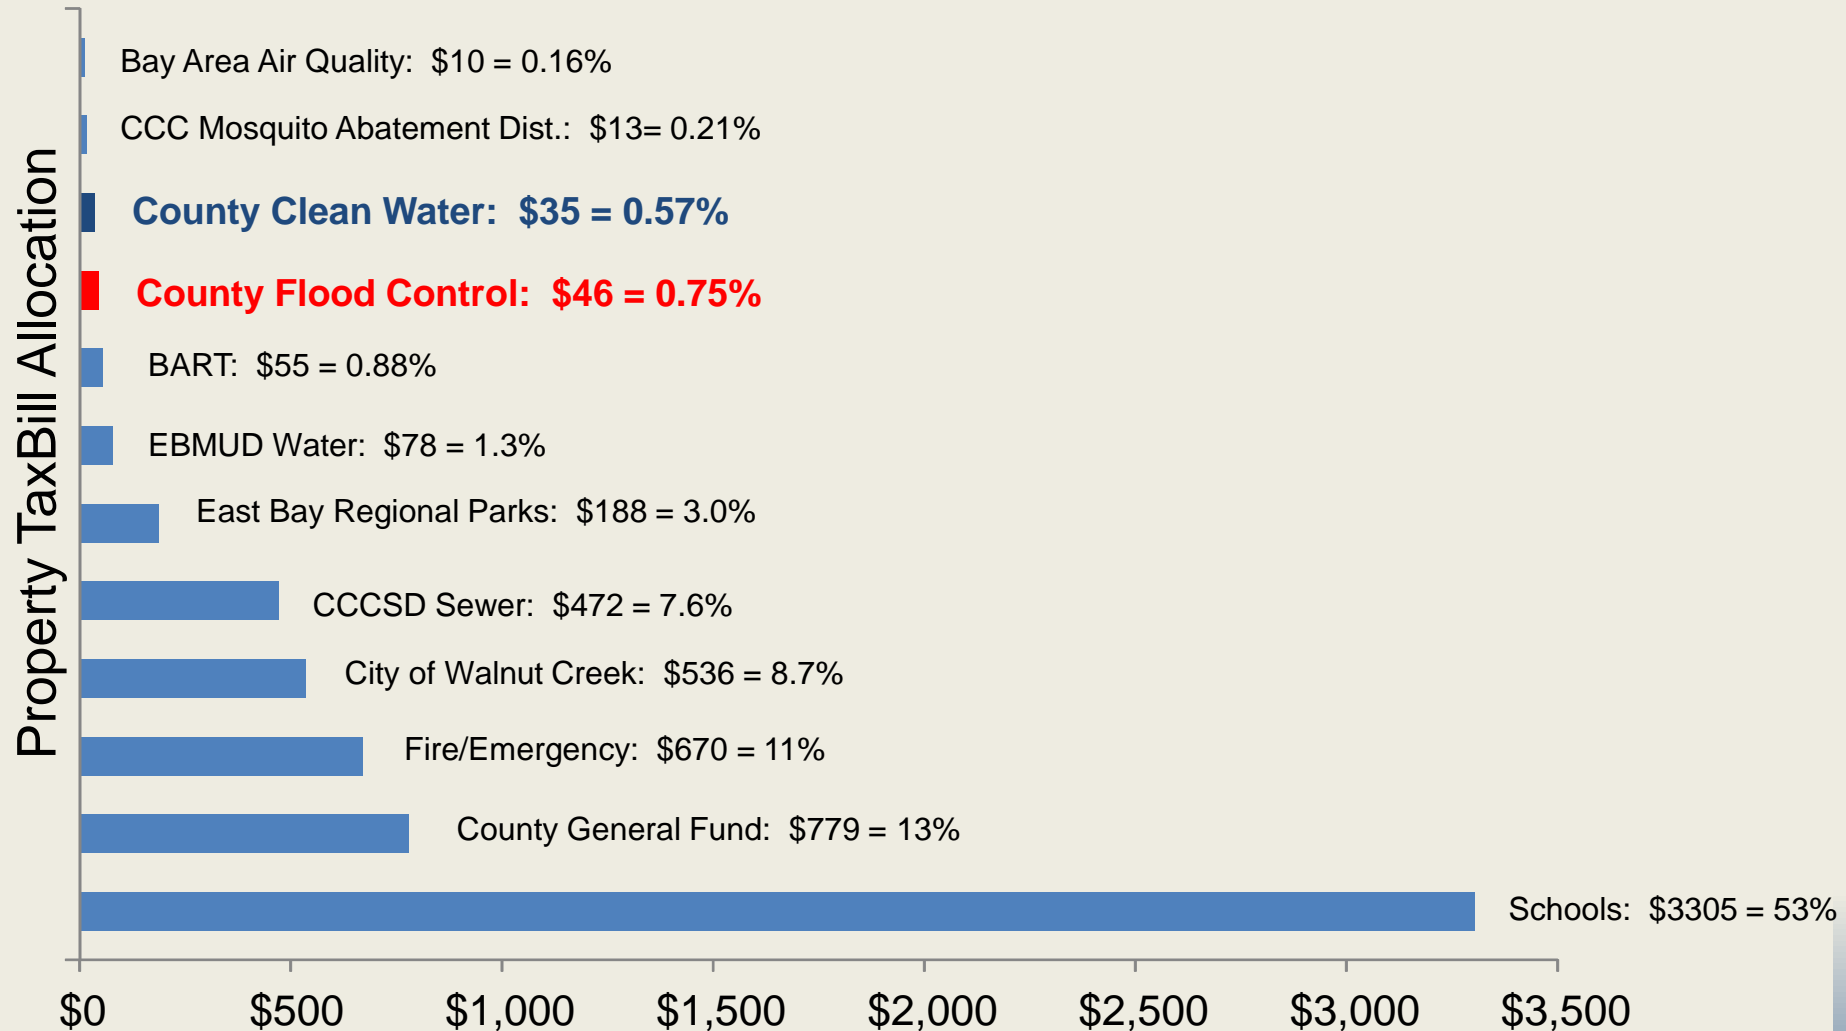 Property TaxBill Allocation
Bay Area Air Quality: $10 = 0.16%
CCC Mosquito Abatement Dist.: $13= 0.21%
County Clean Water: $35 = 0.57%
County Flood Control: $46 = 0.75%
BART: $55 = 0.88%
EBMUD Water: $78 = 1.3%
East Bay Regional Parks: $188 = 3.0%
CCCSD Sewer: $472 = 7.6%
City of Walnut Creek: $536 = 8.7%
Fire/Emergency: $670 = 11%
County General Fund: $779 = 13%
Schools: $3305 = 53%
$0 $500 $1,000 $1,500 $2,000 $2,500 $3,000 $3,500